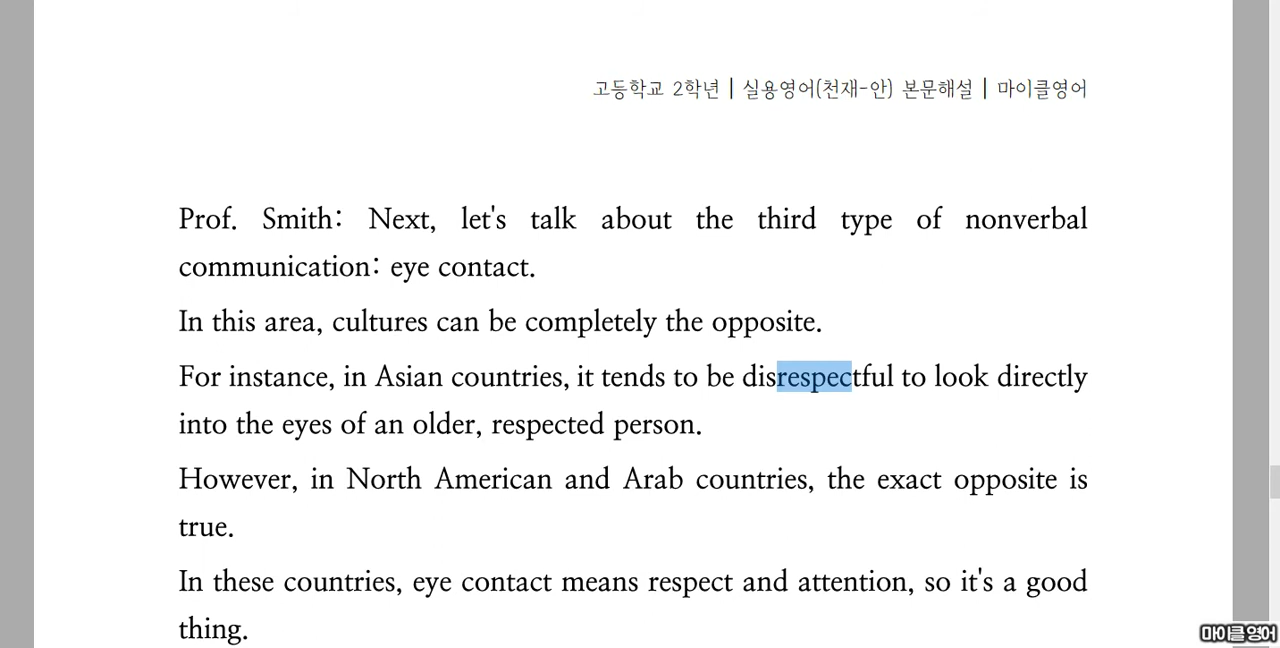 고등학교 2학년 | 실용영어(천재-안) 본문해설 | 마이클영어
Prof. Smith: Next, let's talk about the third type of nonverbal
communication: eye contact.
In this area, cultures can be completely the opposite.
For instance, in Asian countries, it tends to be disrespectful to look directly
into the eyes of an older, respected person.
However, in North American and Arab countries, the exact opposite is
true.
In these countries, eye contact means respect and attention, so it's a good
thing.
마이클영어